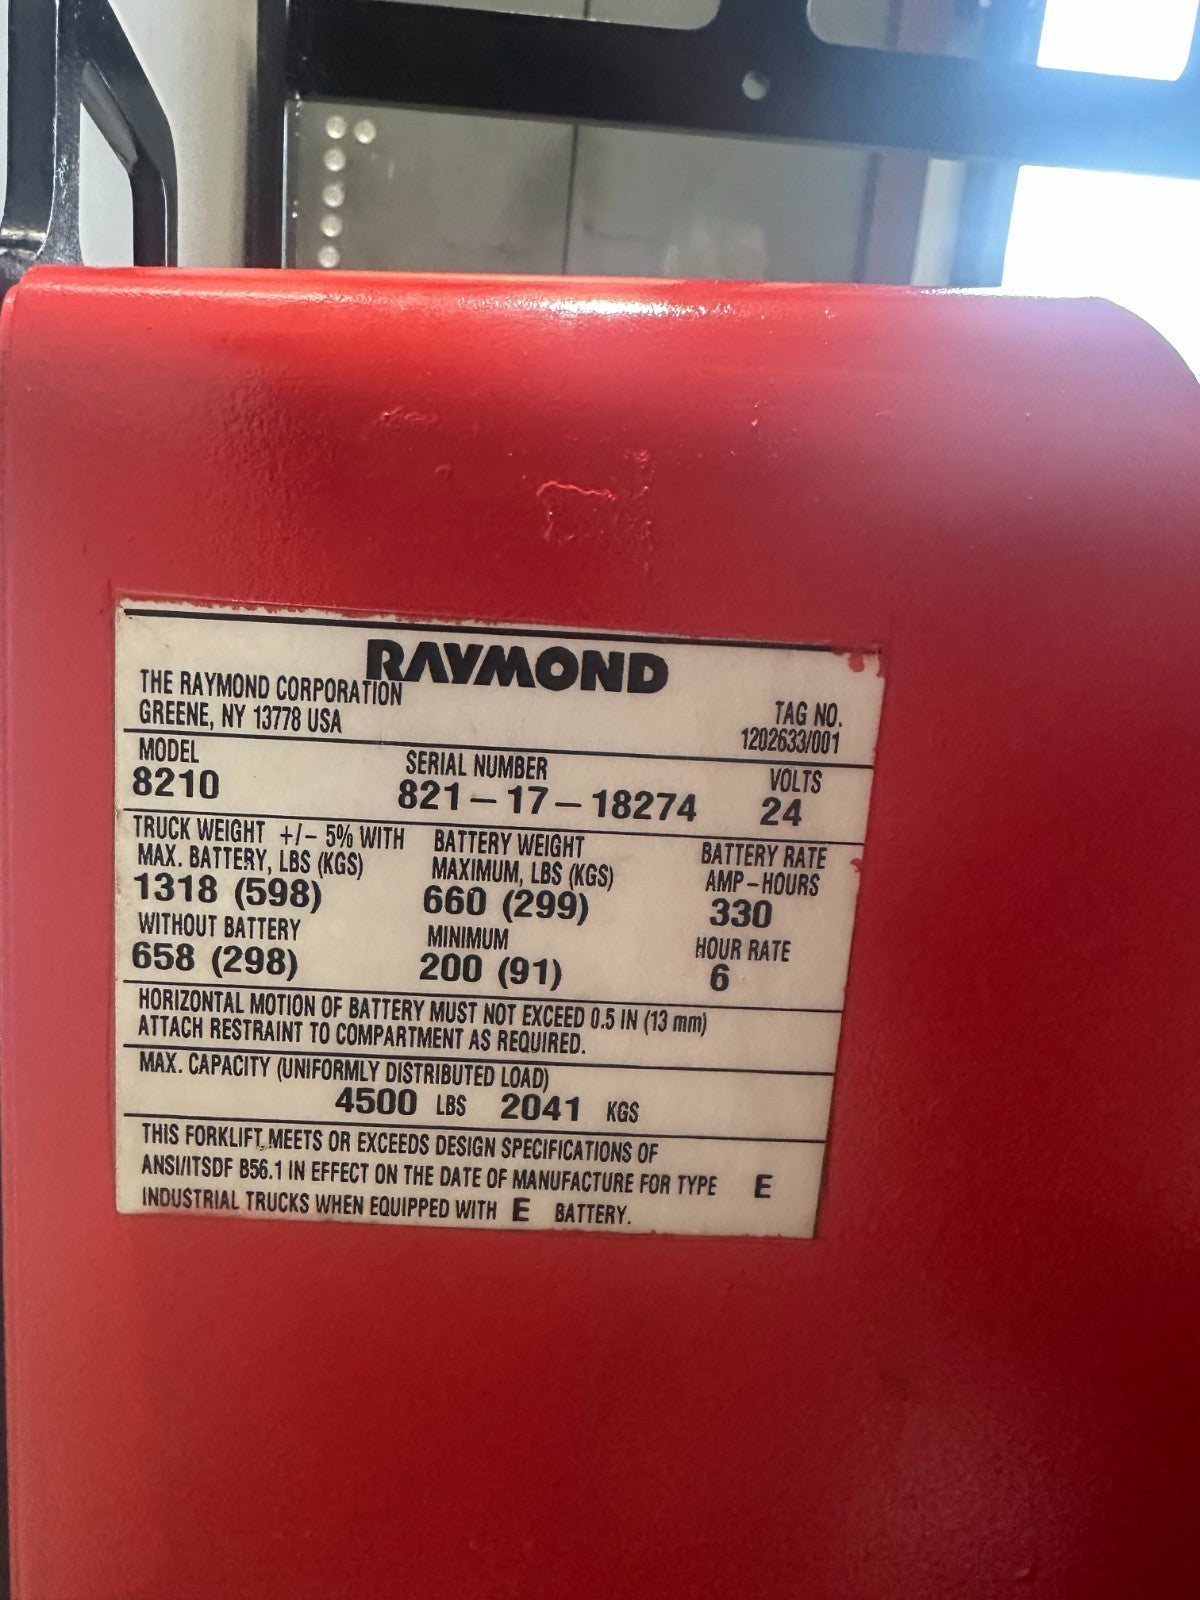 RAYMOND
THE RAYMOND CORPORATION
GREENE, NY 13778 USA
TAG NO.
1202633/001
MODEL
8210
SERIAL NUMBER
821-17-18274
VOLTS
24
TRUCK WEIGHT +/- 5% WITH
MAX. BATTERY, LBS (KGS)
1318 (598)
WITHOUT BATTERY
658 (298)
BATTERY WEIGHT
MAXIMUM, LBS (KGS)
660 (299)
MINIMUM
200 (91)
BATTERY RATE
AMP-HOURS
330
HOUR RATE
6
HORIZONTAL MOTION OF BATTERY MUST NOT EXCEED 0.5 IN (13 mm)
ATTACH RESTRAINT TO COMPARTMENT AS REQUIRED.
MAX. CAPACITY (UNIFORMLY DISTRIBUTED LOAD)
4500 LBS 2041 KGS
THIS FORKLIFT MEETS OR EXCEEDS DESIGN SPECIFICATIONS OF
ANSI/ITSDF B56.1 IN EFFECT ON THE DATE OF MANUFACTURE FOR TYPE E
INDUSTRIAL TRUCKS WHEN EQUIPPED WITH E BATTERY.